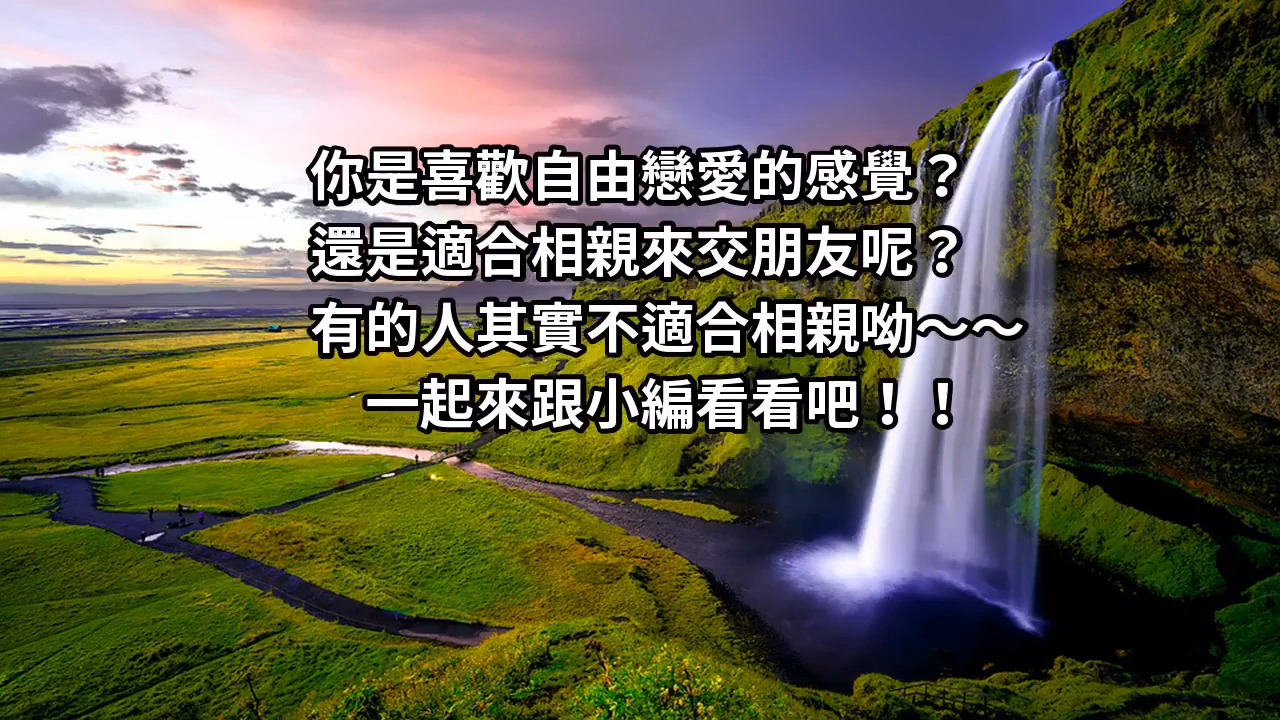 你是喜歡自由戀愛的感覺？
還是適合相親來交朋友呢？
有的人其實不適合相親呦～～
一起來跟小編看看吧！！